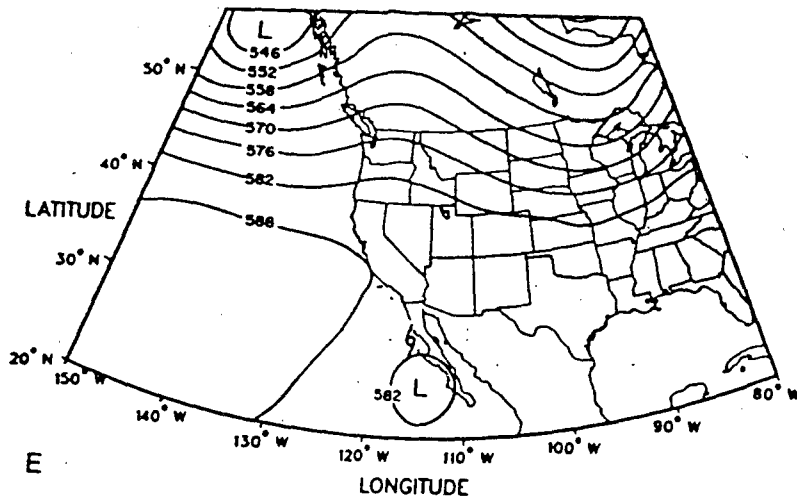 L
546
552
558
564
570
576
582
588
50° N
40° N
LATITUDE
30° N
20° N
150° W
140° W
130° W
120° W
110° W
100° W
90° W
80° W
582
L
E
LONGITUDE